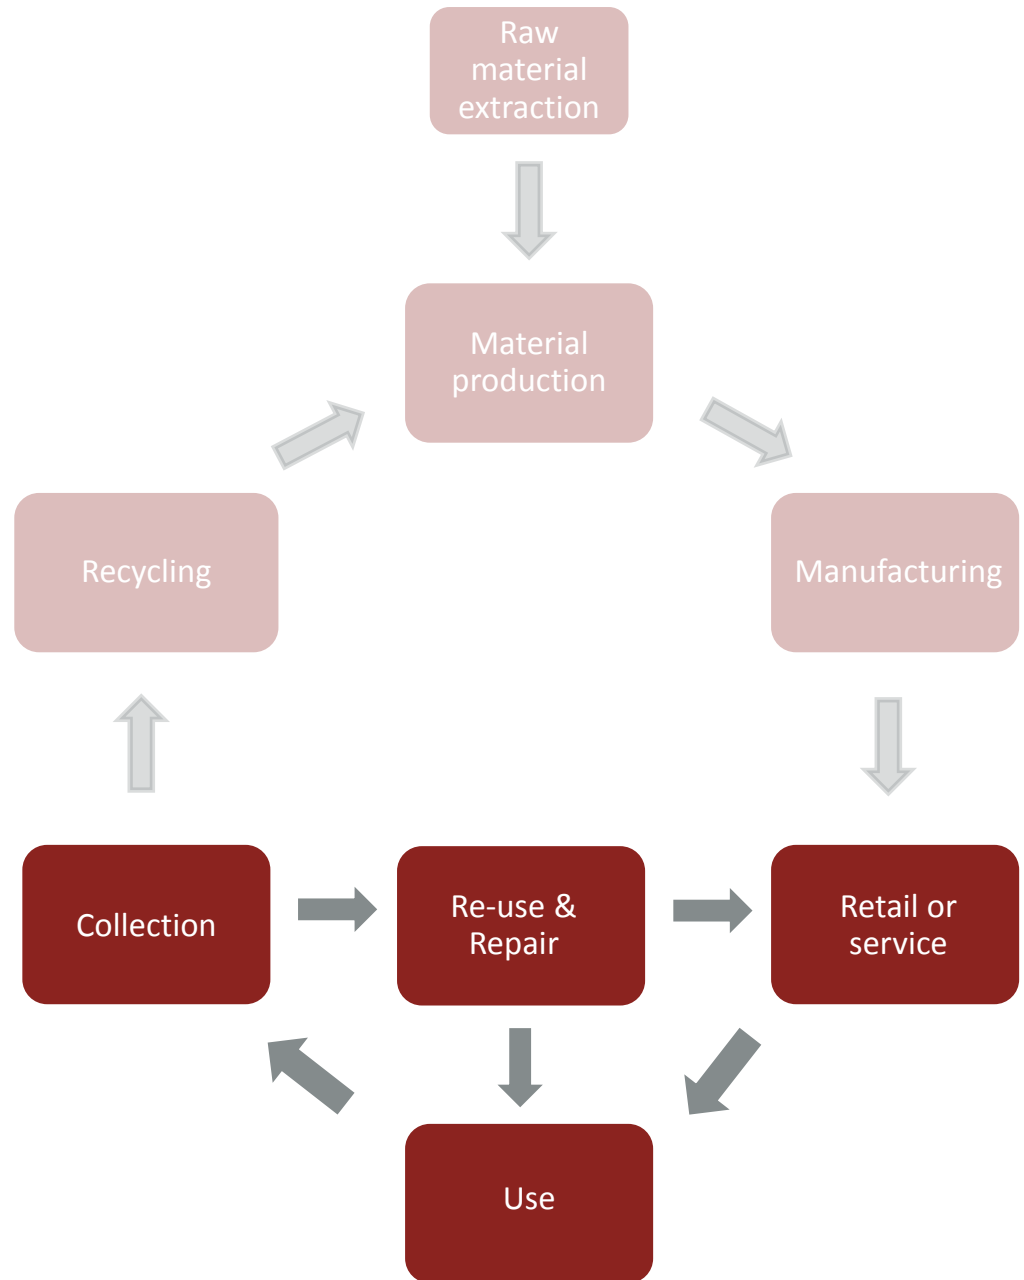 Raw
material
extraction
Material
production
Recycling
Manufacturing
Collection
Re-use &
Repair
Retail or
service
Use